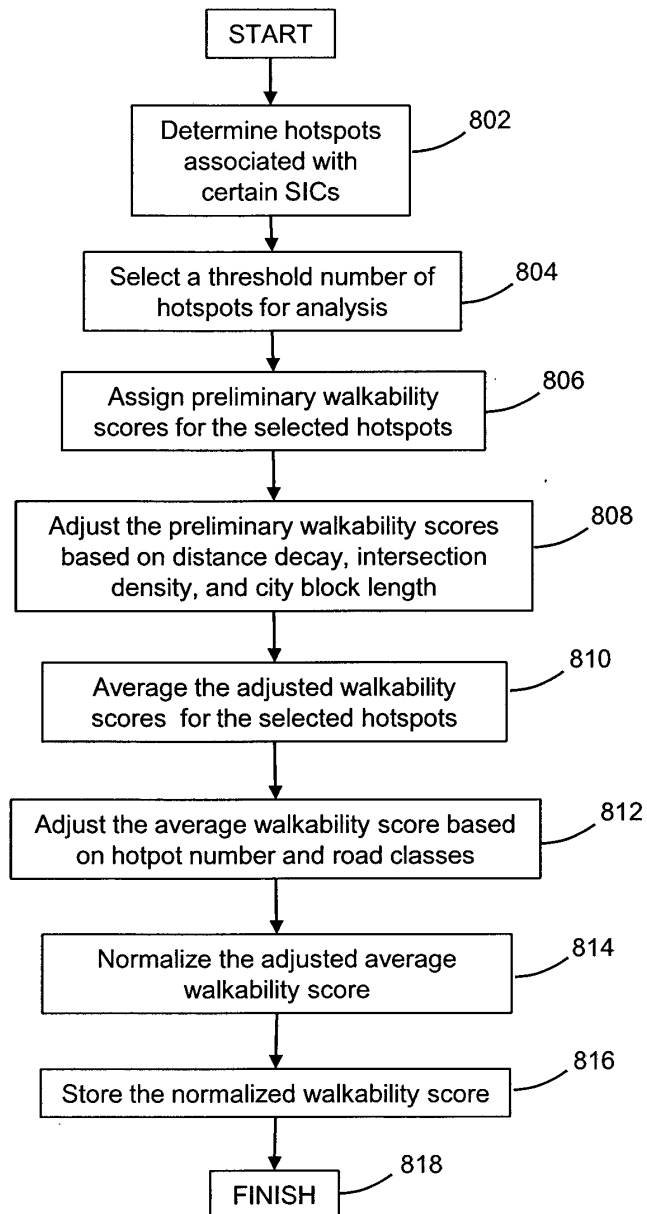 START
802
Determine hotspots
associated with
certain SICs
804
Select a threshold number of
hotspots for analysis
806
Assign preliminary walkability
scores for the selected hotspots
808
Adjust the preliminary walkability scores
based on distance decay, intersection
density, and city block length
810
Average the adjusted walkability
scores for the selected hotspots
812
Adjust the average walkability score based
on hotpot number and road classes
814
Normalize the adjusted average
walkability score
816
Store the normalized walkability score
818
FINISH